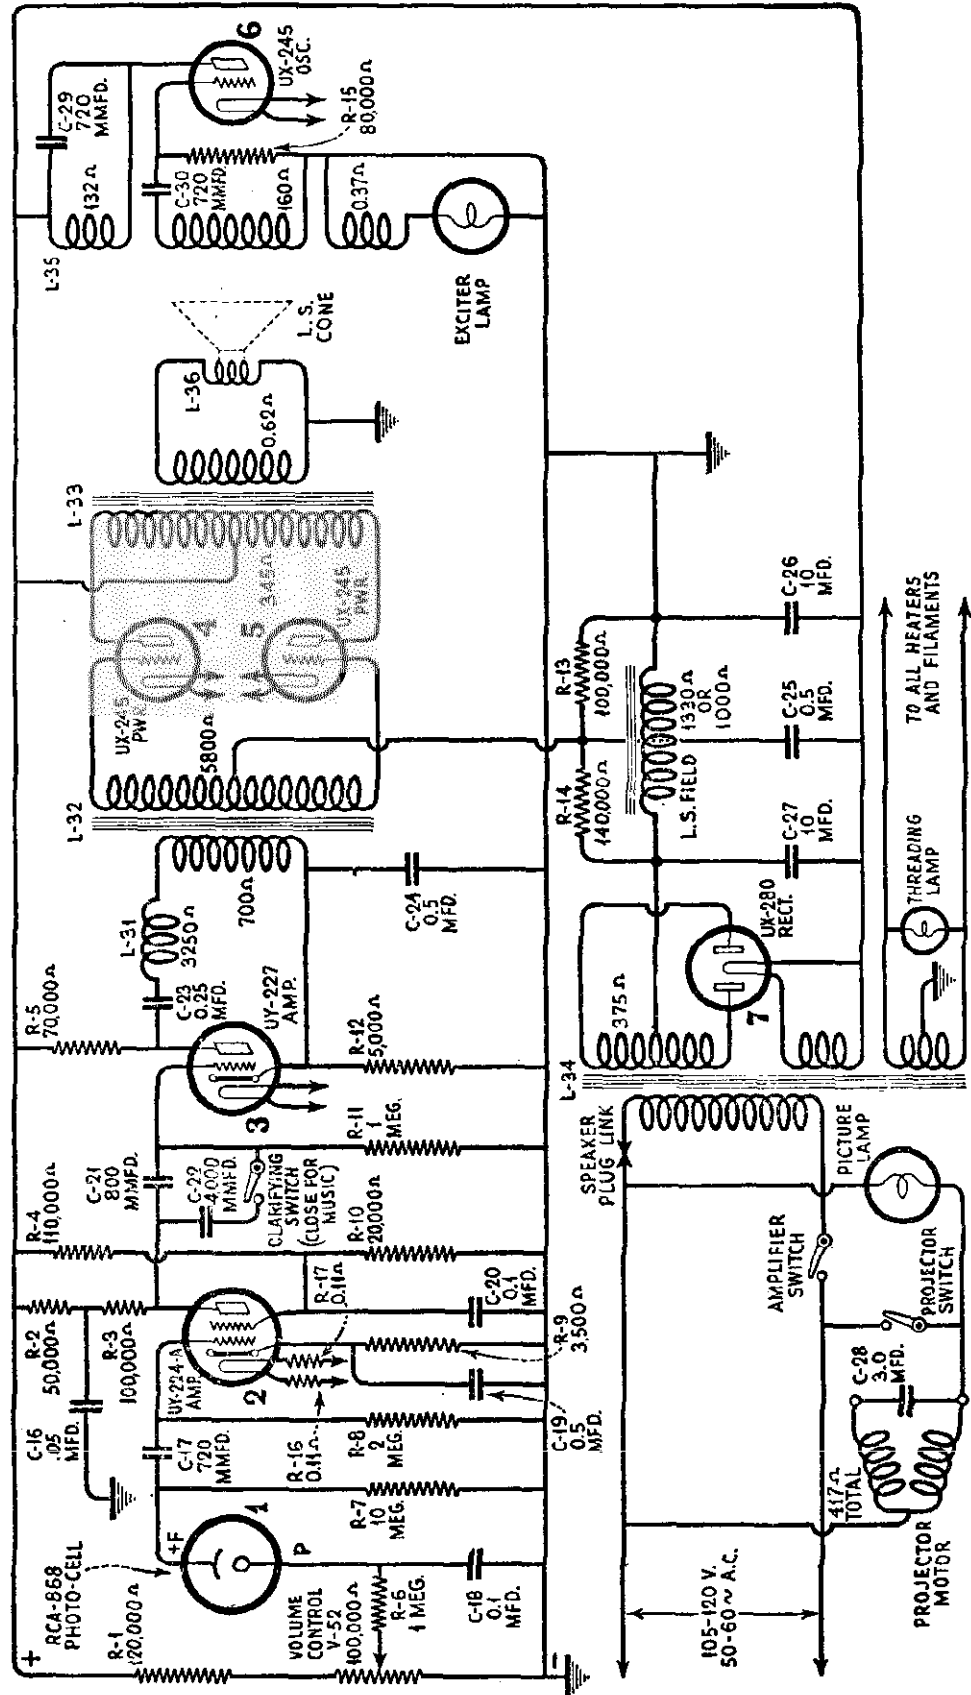 +
R-1
120,000Ω
RCA-868
PHOTO-CELL
+F
1
P
VOLUME
CONTROL
V-52
100,000Ω
R-6
1 MEG.
C-18
0.1
MFD.
−
C-16
.05
MFD.
R-2
50,000Ω
R-3
100,000Ω
C-17
720
MMFD.
R-7
10
MEG.
R-8
2
MEG.
UY-224-A
AMP.
2
R-16
0.11Ω
R-17
0.11Ω
C-19
0.5
MFD.
R-9
3,500Ω
C-20
0.1
MFD.
R-4
110,000Ω
R-10
20,000Ω
C-21
800
MMFD.
C-22
4,000
MMFD.
CLARIFYING
SWITCH
(CLOSE FOR
MUSIC)
R-11
1
MEG.
R-5
70,000Ω
3
UY-227
AMP.
R-12
5,000Ω
C-23
0.25
MFD.
L-31
3250Ω
700Ω
C-24
0.5
MFD.
L-32
5800Ω
UX-245
PWR.
4
5
UX-245
PWR.
345Ω
L-33
0.62Ω
L-36
L.S.
CONE
L-35
132Ω
C-29
720
MMFD.
C-30
720
MMFD.
160Ω
0.37Ω
EXCITER
LAMP
6
UX-245
OSC.
R-15
80,000Ω
105-120 V.
50-60~ A.C.
PROJECTOR
MOTOR
417Ω
TOTAL
C-28
3.0
MFD.
PROJECTOR
SWITCH
AMPLIFIER
SWITCH
PICTURE
LAMP
SPEAKER
PLUG LINK
L-34
375Ω
7
UX-280
RECT.
R-14
140,000Ω
R-13
100,000Ω
L.S. FIELD
1330Ω
OR
1000Ω
C-27
10
MFD.
C-25
0.5
MFD.
C-26
10
MFD.
THREADING
LAMP
TO ALL HEATERS
AND FILAMENTS